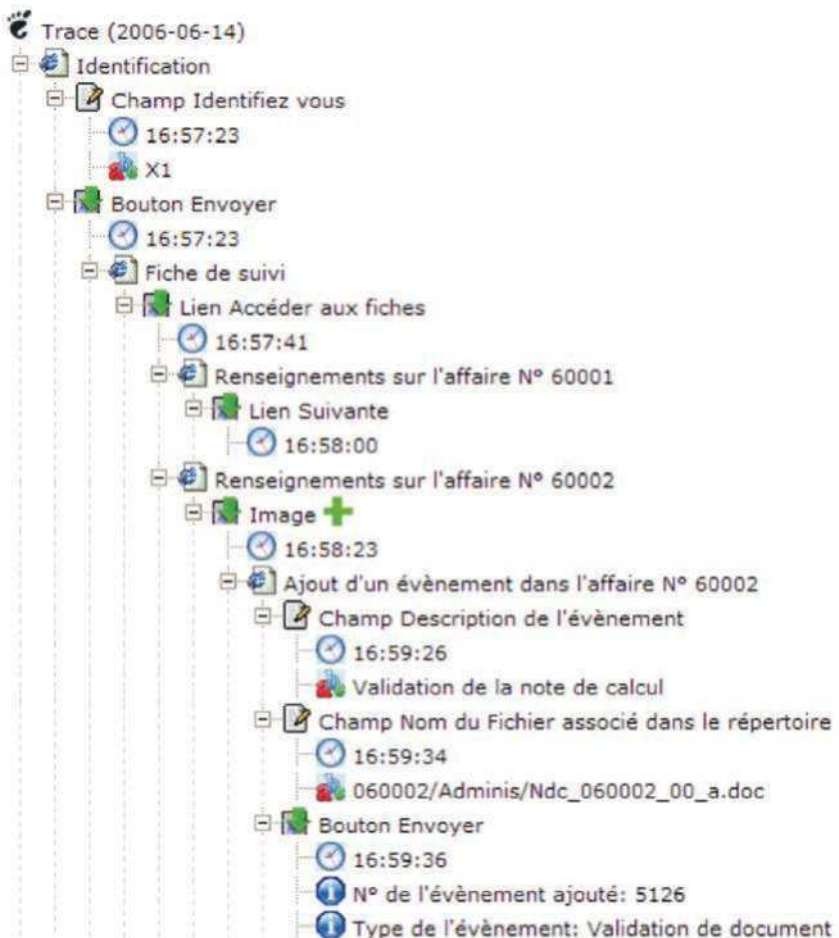 Trace (2006-06-14)
Identification
Champ Identifiez vous
16:57:23
X1
Bouton Envoyer
16:57:23
Fiche de suivi
Lien Accéder aux fiches
16:57:41
Renseignements sur l'affaire N° 60001
Lien Suivante
16:58:00
Renseignements sur l'affaire N° 60002
Image
16:58:23
Ajout d'un évènement dans l'affaire N° 60002
Champ Description de l'évènement
16:59:26
Validation de la note de calcul
Champ Nom du Fichier associé dans le répertoire
16:59:34
060002/Adminis/Ndc_060002_00_a.doc
Bouton Envoyer
16:59:36
N° de l'évènement ajouté: 5126
Type de l'évènement: Validation de document